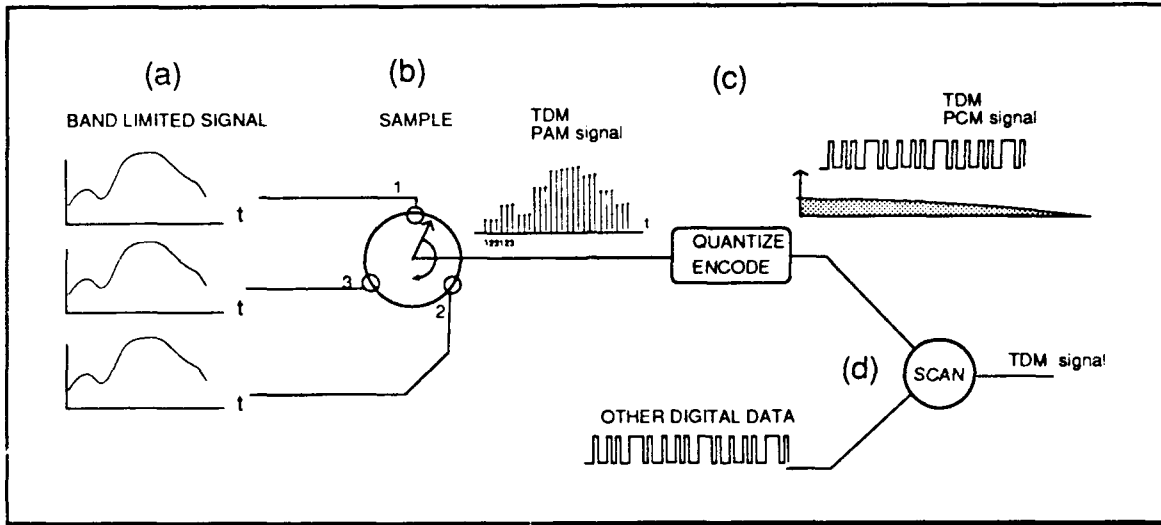 (a)
(b)
(c)
BAND LIMITED SIGNAL
SAMPLE
TDM
PAM signal
TDM
PCM signal
t
t
t
1
3
2
t
QUANTIZE
ENCODE
(d)
SCAN
TDM signal
OTHER DIGITAL DATA